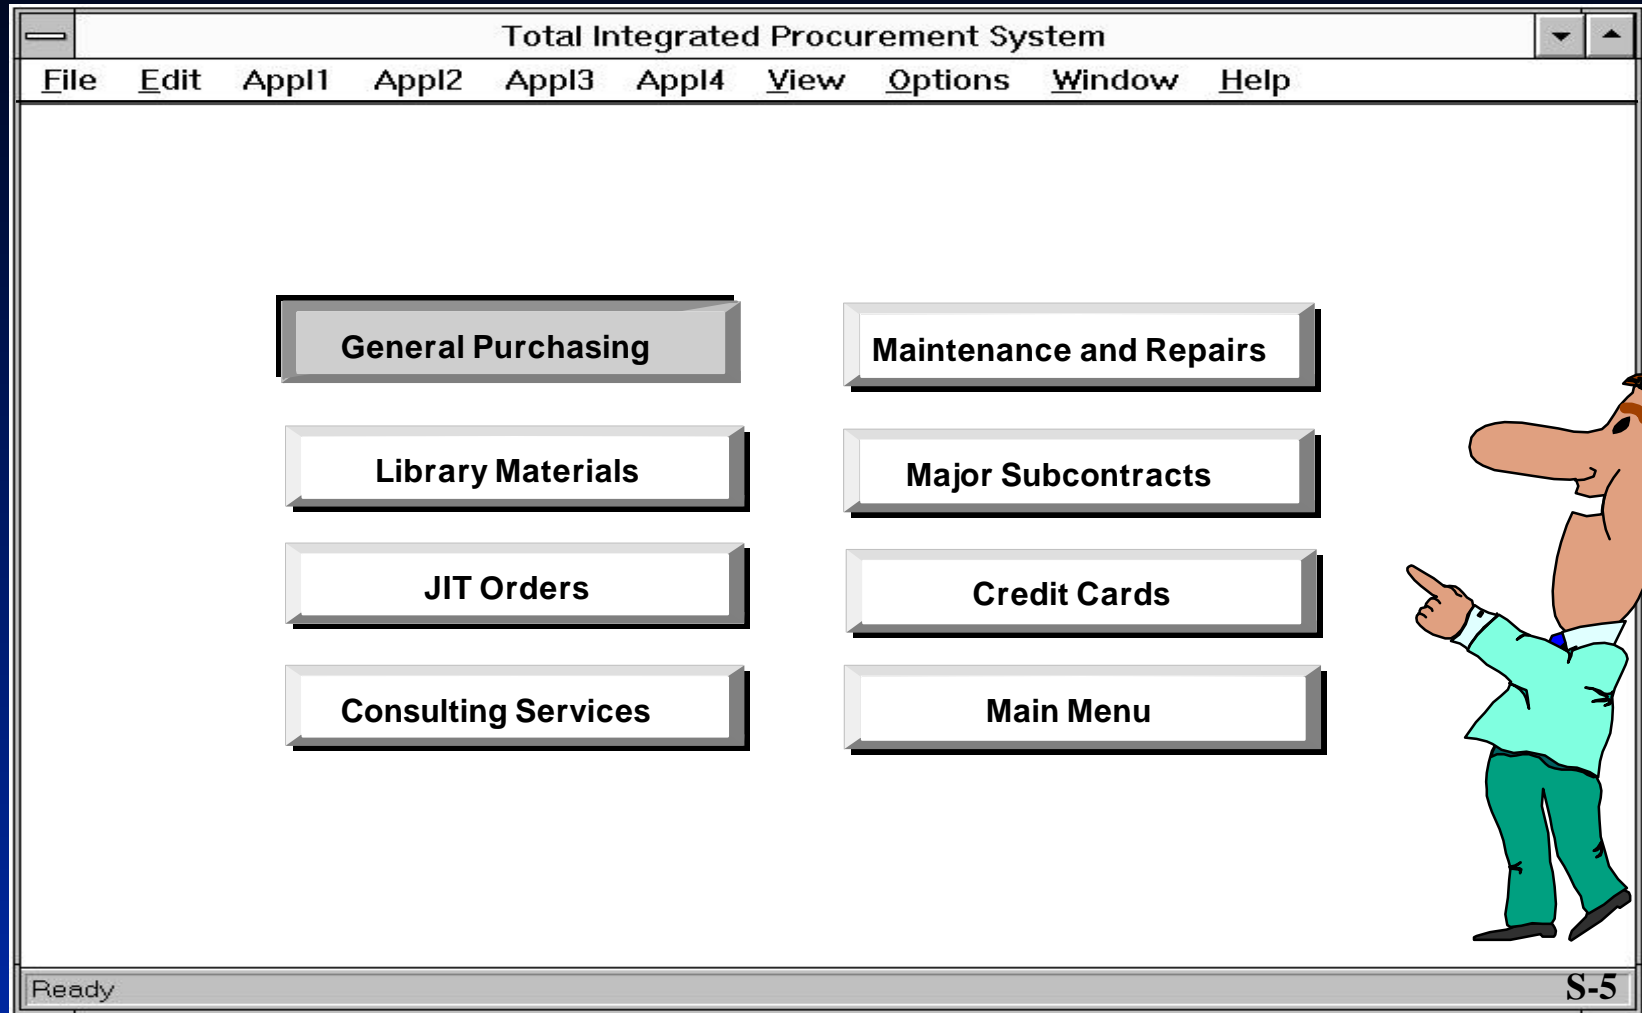 Total Integrated Procurement System
File Edit Appl1 Appl2 Appl3 Appl4 View Options Window Help
General Purchasing Maintenance and Repairs
Library Materials Major Subcontracts
JIT Orders Credit Cards
Consulting Services Main Menu
Ready S-5